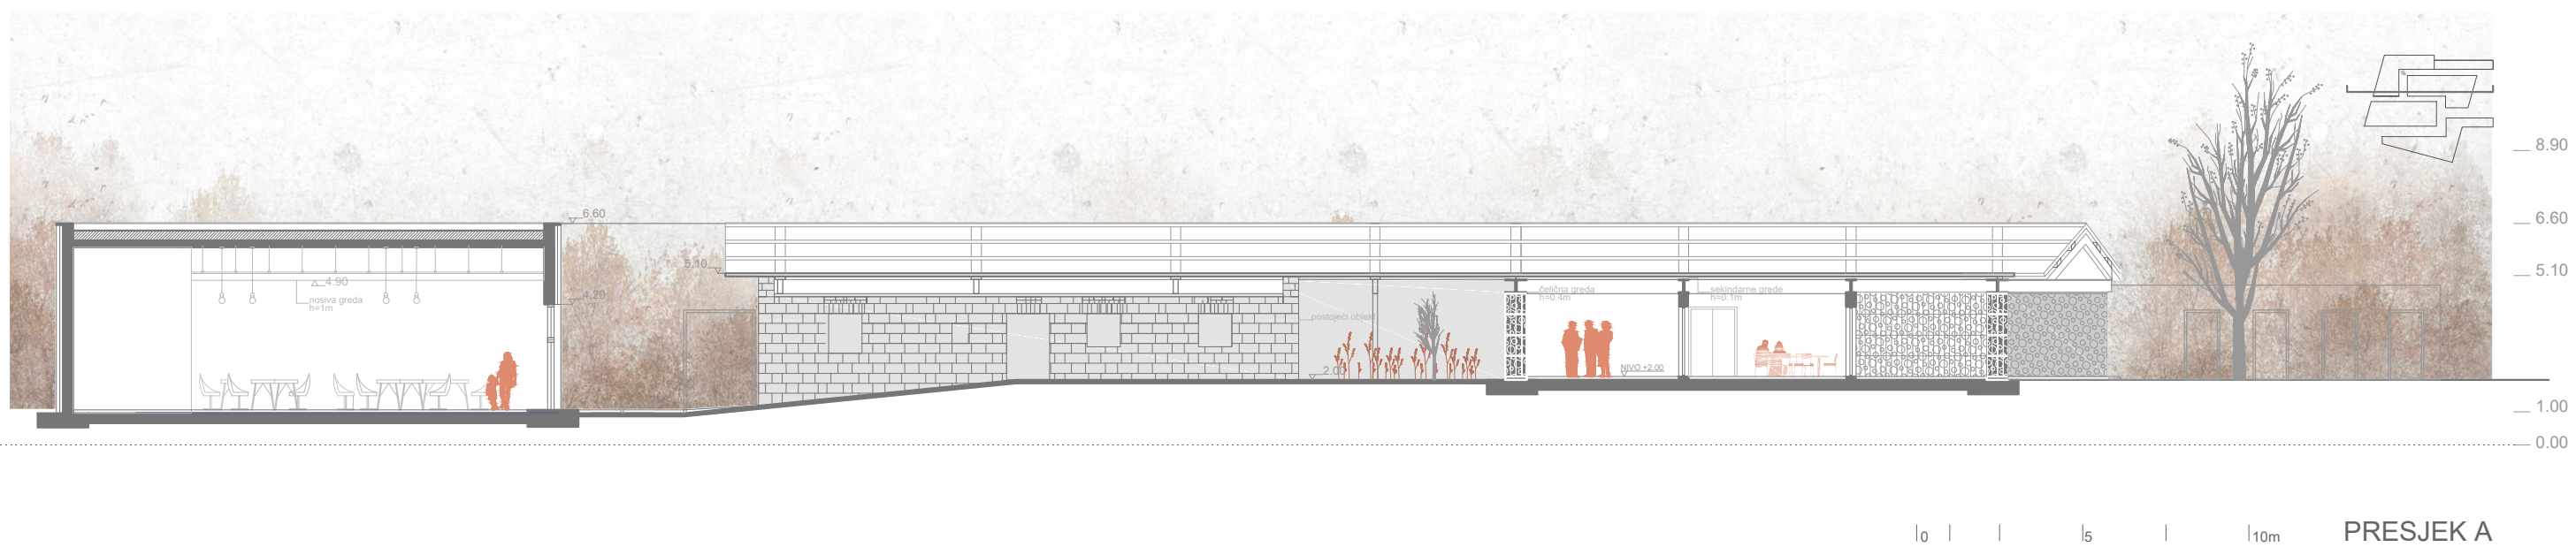 8.90
6.60
6.60
5.10
5.10
4.90
nosiva greda
h=1m
4.20
čelična greda
h=0.4m
sekindarne grede
h=0.1m
postojeći objekt
2.00
NIVO +2.00
1.00
0.00
0
5
10m
PRESJEK A